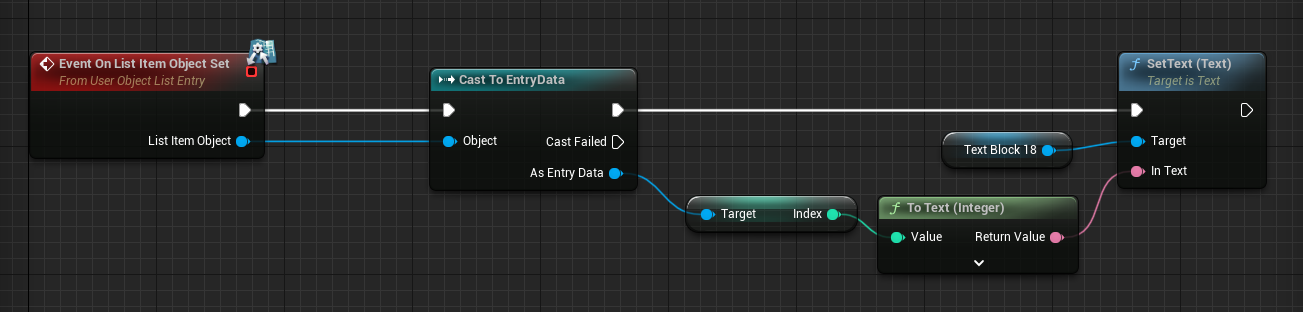 Event On List Item Object Set
From User Object List Entry
List Item Object
Cast To EntryData
Object
Cast Failed
As Entry Data
Target
Index
f To Text (Integer)
Value
Return Value
Text Block 18
f SetText (Text)
Target is Text
Target
In Text